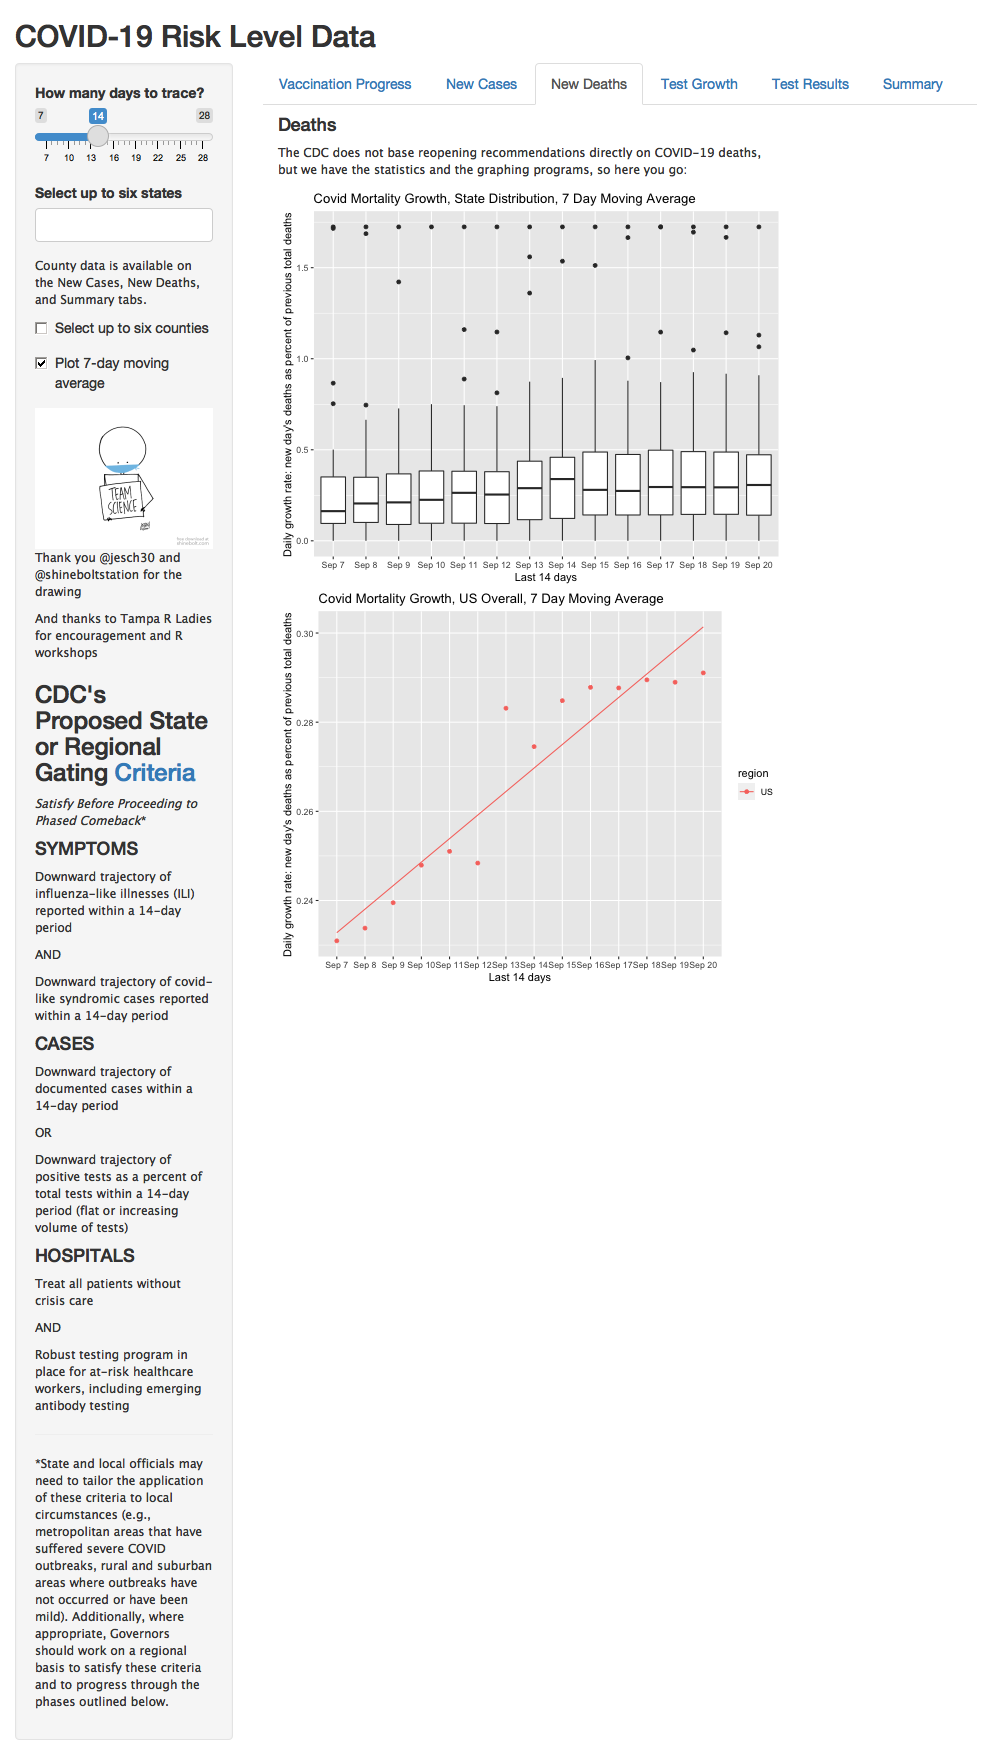 COVID-19 Risk Level Data
How many days to trace?
7
14
28
7 10 13 16 19 22 25 28
Select up to six states
County data is available on
the New Cases, New Deaths,
and Summary tabs.
Select up to six counties
Plot 7-day moving
average
TEAM
SCIENCE
Thank you @jesch30 and
@shineboltstation for the
drawing
And thanks to Tampa R Ladies
for encouragement and R
workshops
CDC's
Proposed State
or Regional
Gating Criteria
Satisfy Before Proceeding to
Phased Comeback*
SYMPTOMS
Downward trajectory of
influenza-like illnesses (ILI)
reported within a 14-day
period
AND
Downward trajectory of covid-
like syndromic cases reported
within a 14-day period
CASES
Downward trajectory of
documented cases within a
14-day period
OR
Downward trajectory of
positive tests as a percent of
total tests within a 14-day
period (flat or increasing
volume of tests)
HOSPITALS
Treat all patients without
crisis care
AND
Robust testing program in
place for at-risk healthcare
workers, including emerging
antibody testing
*State and local officials may
need to tailor the application
of these criteria to local
circumstances (e.g.,
metropolitan areas that have
suffered severe COVID
outbreaks, rural and suburban
areas where outbreaks have
not occurred or have been
mild). Additionally, where
appropriate, Governors
should work on a regional
basis to satisfy these criteria
and to progress through the
phases outlined below.
Vaccination Progress New Cases New Deaths Test Growth Test Results Summary
Deaths
The CDC does not base reopening recommendations directly on COVID-19 deaths,
but we have the statistics and the graphing programs, so here you go:
Covid Mortality Growth, State Distribution, 7 Day Moving Average
Daily growth rate: new day's deaths as percent of previous total deaths
1.5
1.0
0.5
0.0
Sep 7 Sep 8 Sep 9 Sep 10 Sep 11 Sep 12 Sep 13 Sep 14 Sep 15 Sep 16 Sep 17 Sep 18 Sep 19 Sep 20
Last 14 days
Covid Mortality Growth, US Overall, 7 Day Moving Average
Daily growth rate: new day's deaths as percent of previous total deaths
0.30
0.28
0.26
0.24
Sep 7 Sep 8 Sep 9 Sep 10 Sep 11 Sep 12 Sep 13 Sep 14 Sep 15 Sep 16 Sep 17 Sep 18 Sep 19 Sep 20
Last 14 days
region
US